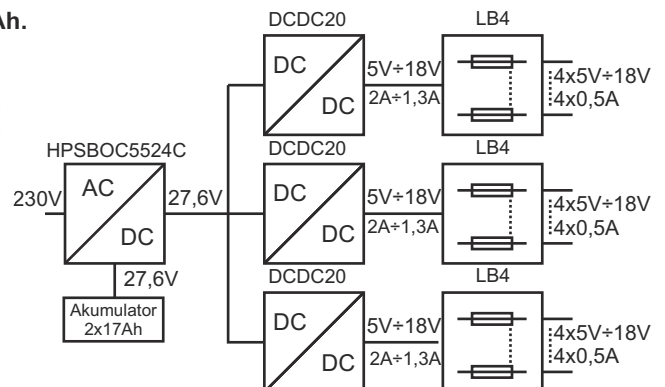 Ah.
DCDC20
LB4
DC
DC
5V÷18V
2A÷1,3A
4x5V÷18V
4x0,5A
HPSBOC5524C
230V
AC
DC
27,6V
27,6V
Akumulator
2x17Ah
DCDC20
LB4
DC
DC
5V÷18V
2A÷1,3A
4x5V÷18V
4x0,5A
DCDC20
LB4
DC
DC
5V÷18V
2A÷1,3A
4x5V÷18V
4x0,5A